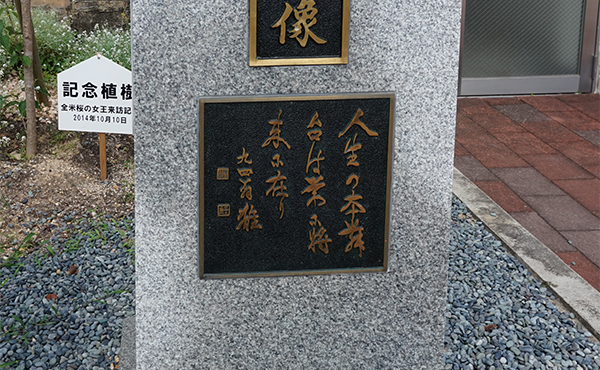 像
人生の本舞
台は常に将
来に在り
九四翁雄
記念植樹
全米桜の女王来訪記
2014年10月10日